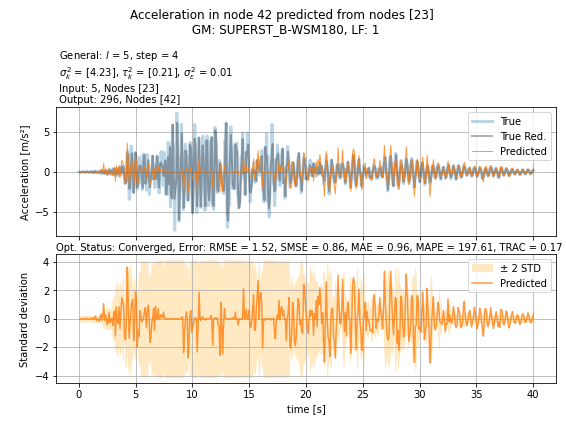 Acceleration in node 42 predicted from nodes [23]
GM: SUPERST_B-WSM180, LF: 1
General: l = 5, step = 4
σ²ₖ = [4.23], τ²ₖ = [0.21], σ²ε = 0.01
Input: 5, Nodes [23]
Output: 296, Nodes [42]
Acceleration [m/s²]
5
0
−5
True
True Red.
Predicted
Opt. Status: Converged, Error: RMSE = 1.52, SMSE = 0.86, MAE = 0.96, MAPE = 197.61, TRAC = 0.17
Standard deviation
4
2
0
−2
−4
± 2 STD
Predicted
0 5 10 15 20 25 30 35 40
time [s]